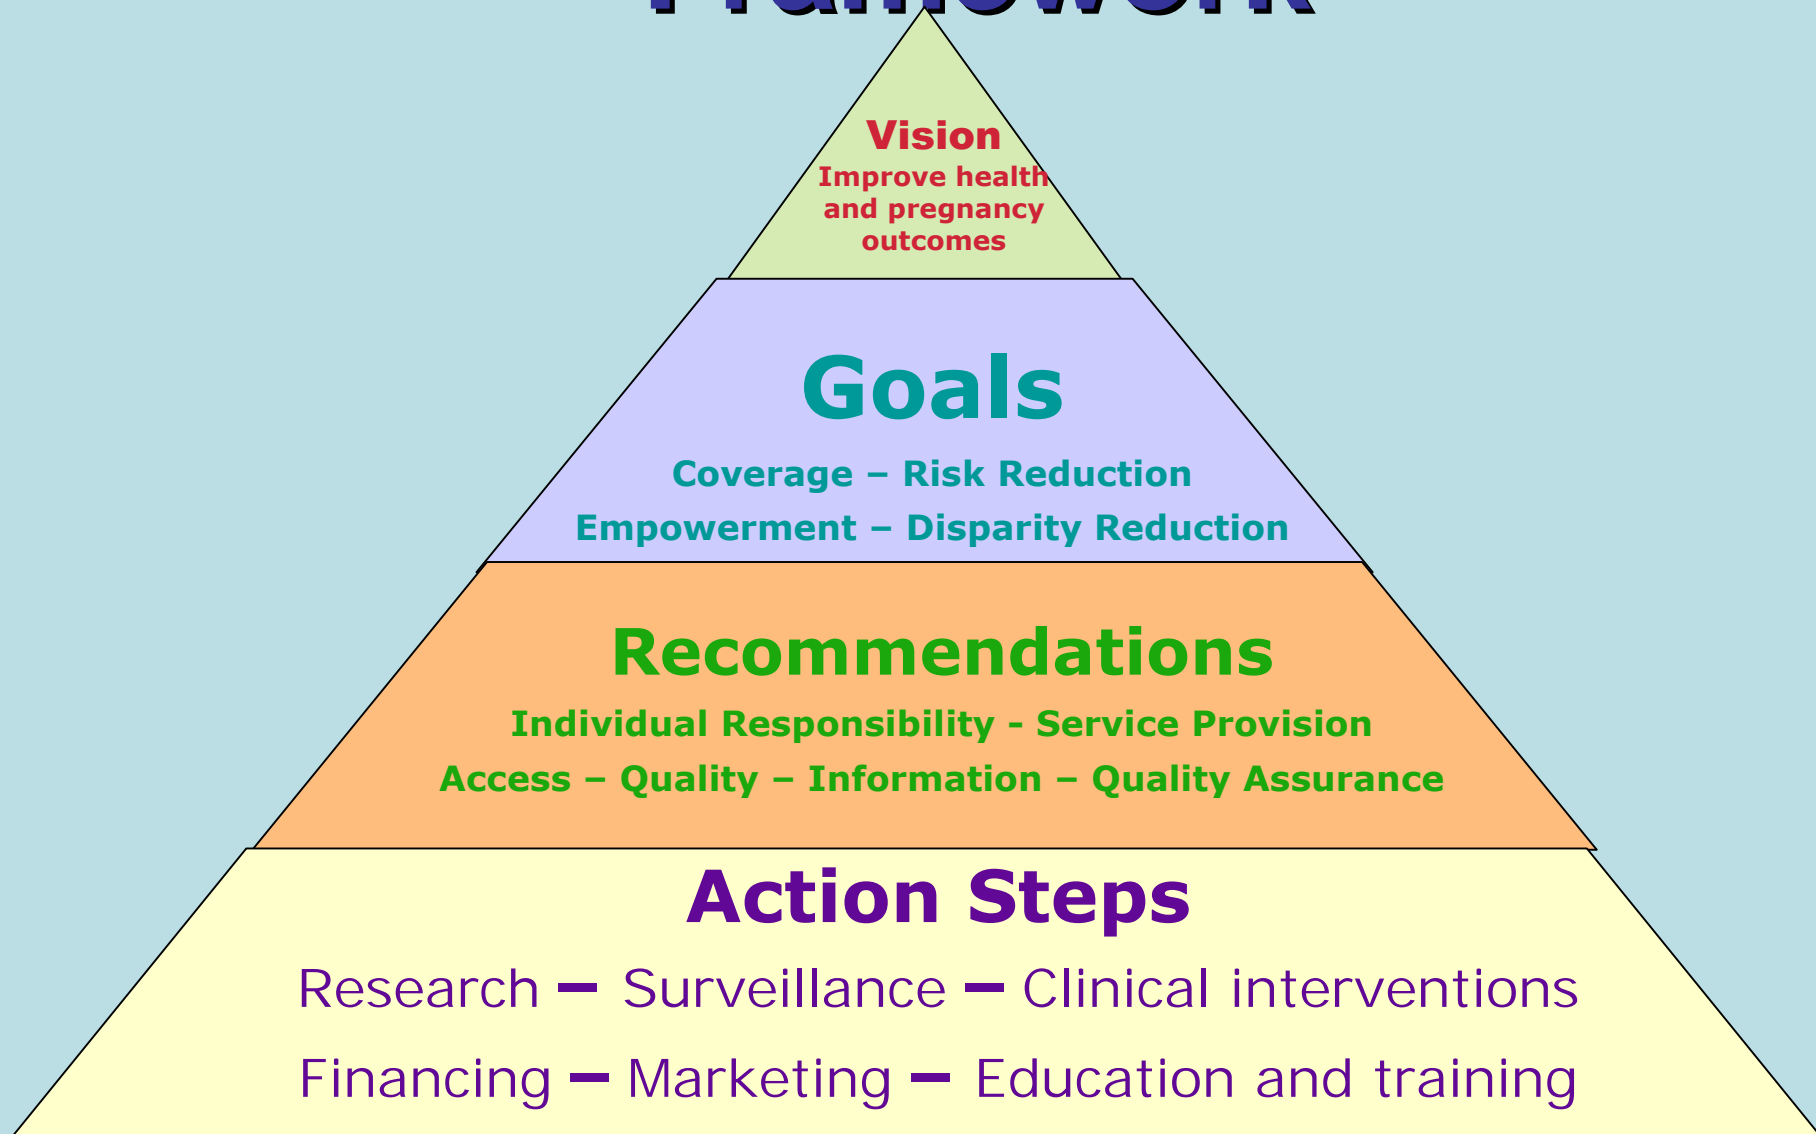 Framework
Vision
Improve health
and pregnancy
outcomes
Goals
Coverage – Risk Reduction
Empowerment – Disparity Reduction
Recommendations
Individual Responsibility - Service Provision
Access – Quality – Information – Quality Assurance
Action Steps
Research – Surveillance – Clinical interventions
Financing – Marketing – Education and training